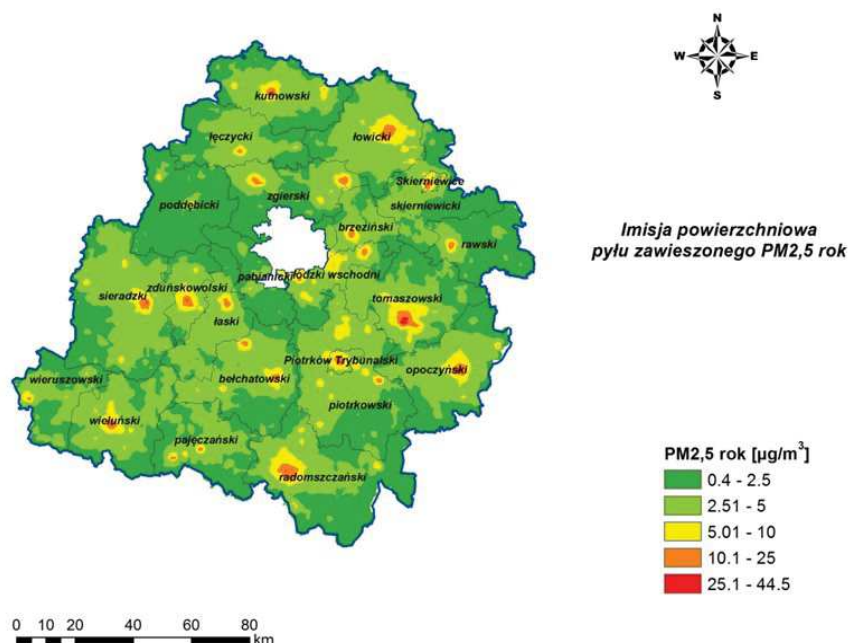 N
W E
S
kutnowski
łęczycki
łowicki
Skierniewice
zgierski
skierniewicki
poddębicki
brzeziński
rawski
Imisja powierzchniowa
pyłu zawieszonego PM2,5 rok
pabianicki
łódzki wschodni
zduńskowolski
sieradzki
tomaszowski
łaski
Piotrków Trybunalski
opoczyński
wieruszowski
bełchatowski
piotrkowski
wieluński
pajęczański
radomszczański
PM2,5 rok [µg/m³]
0.4 - 2.5
2.51 - 5
5.01 - 10
10.1 - 25
25.1 - 44.5
0 10 20 40 60 80
km